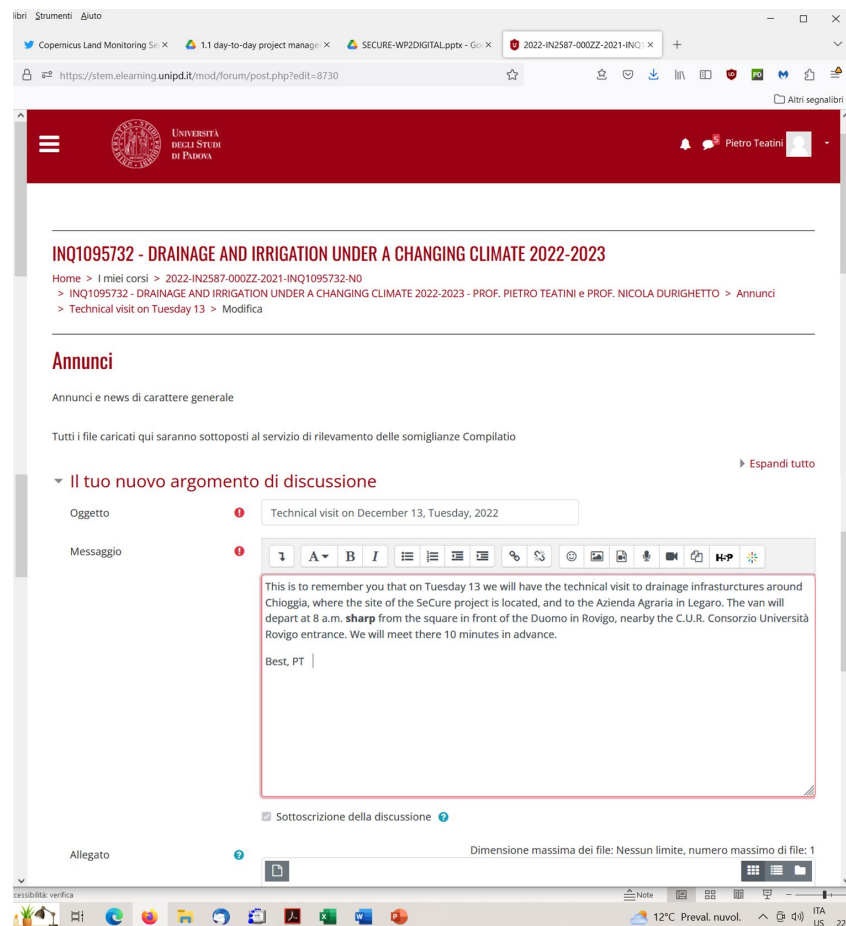 libri Strumenti Aiuto
Copernicus Land Monitoring Se
1.1 day-to-day project manage
SECURE-WP2DIGITAL.pptx - Go
2022-IN2587-000ZZ-2021-INQ1
https://stem.elearning.unipd.it/mod/forum/post.php?edit=8730
Altri segnalibri
UNIVERSITÀ
DEGLI STUDI
DI PADOVA
5 Pietro Teatini
INQ1095732 - DRAINAGE AND IRRIGATION UNDER A CHANGING CLIMATE 2022-2023
Home > I miei corsi > 2022-IN2587-000ZZ-2021-INQ1095732-N0
> INQ1095732 - DRAINAGE AND IRRIGATION UNDER A CHANGING CLIMATE 2022-2023 - PROF. PIETRO TEATINI e PROF. NICOLA DURIGHETTO > Annunci
> Technical visit on Tuesday 13 > Modifica
Annunci
Annunci e news di carattere generale
Tutti i file caricati qui saranno sottoposti al servizio di rilevamento delle somiglianze Compilatio
Espandi tutto
Il tuo nuovo argomento di discussione
Oggetto
Technical visit on December 13, Tuesday, 2022
Messaggio
A B I H-P
This is to remember you that on Tuesday 13 we will have the technical visit to drainage infrasturctures around
Chioggia, where the site of the SeCure project is located, and to the Azienda Agraria in Legaro. The van will
depart at 8 a.m. sharp from the square in front of the Duomo in Rovigo, nearby the C.U.R. Consorzio Università
Rovigo entrance. We will meet there 10 minutes in advance.
Best, PT
Sottoscrizione della discussione
Allegato
Dimensione massima dei file: Nessun limite, numero massimo di file: 1
cessibilità: verifica
Note
12°C Preval. nuvol.
ITA
US 22